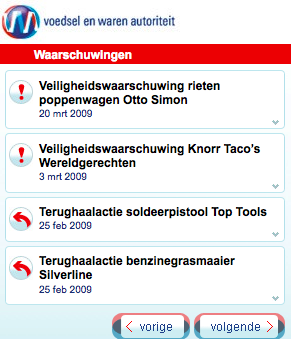 voedsel en waren autoriteit
Waarschuwingen
Veiligheidswaarschuwing rieten
poppenwagen Otto Simon
20 mrt 2009
Veiligheidswaarschuwing Knorr Taco's
Wereldgerechten
3 mrt 2009
Terughaalactie soldeerpistool Top Tools
25 feb 2009
Terughaalactie benzinegrasmaaier
Silverline
25 feb 2009
vorige volgende